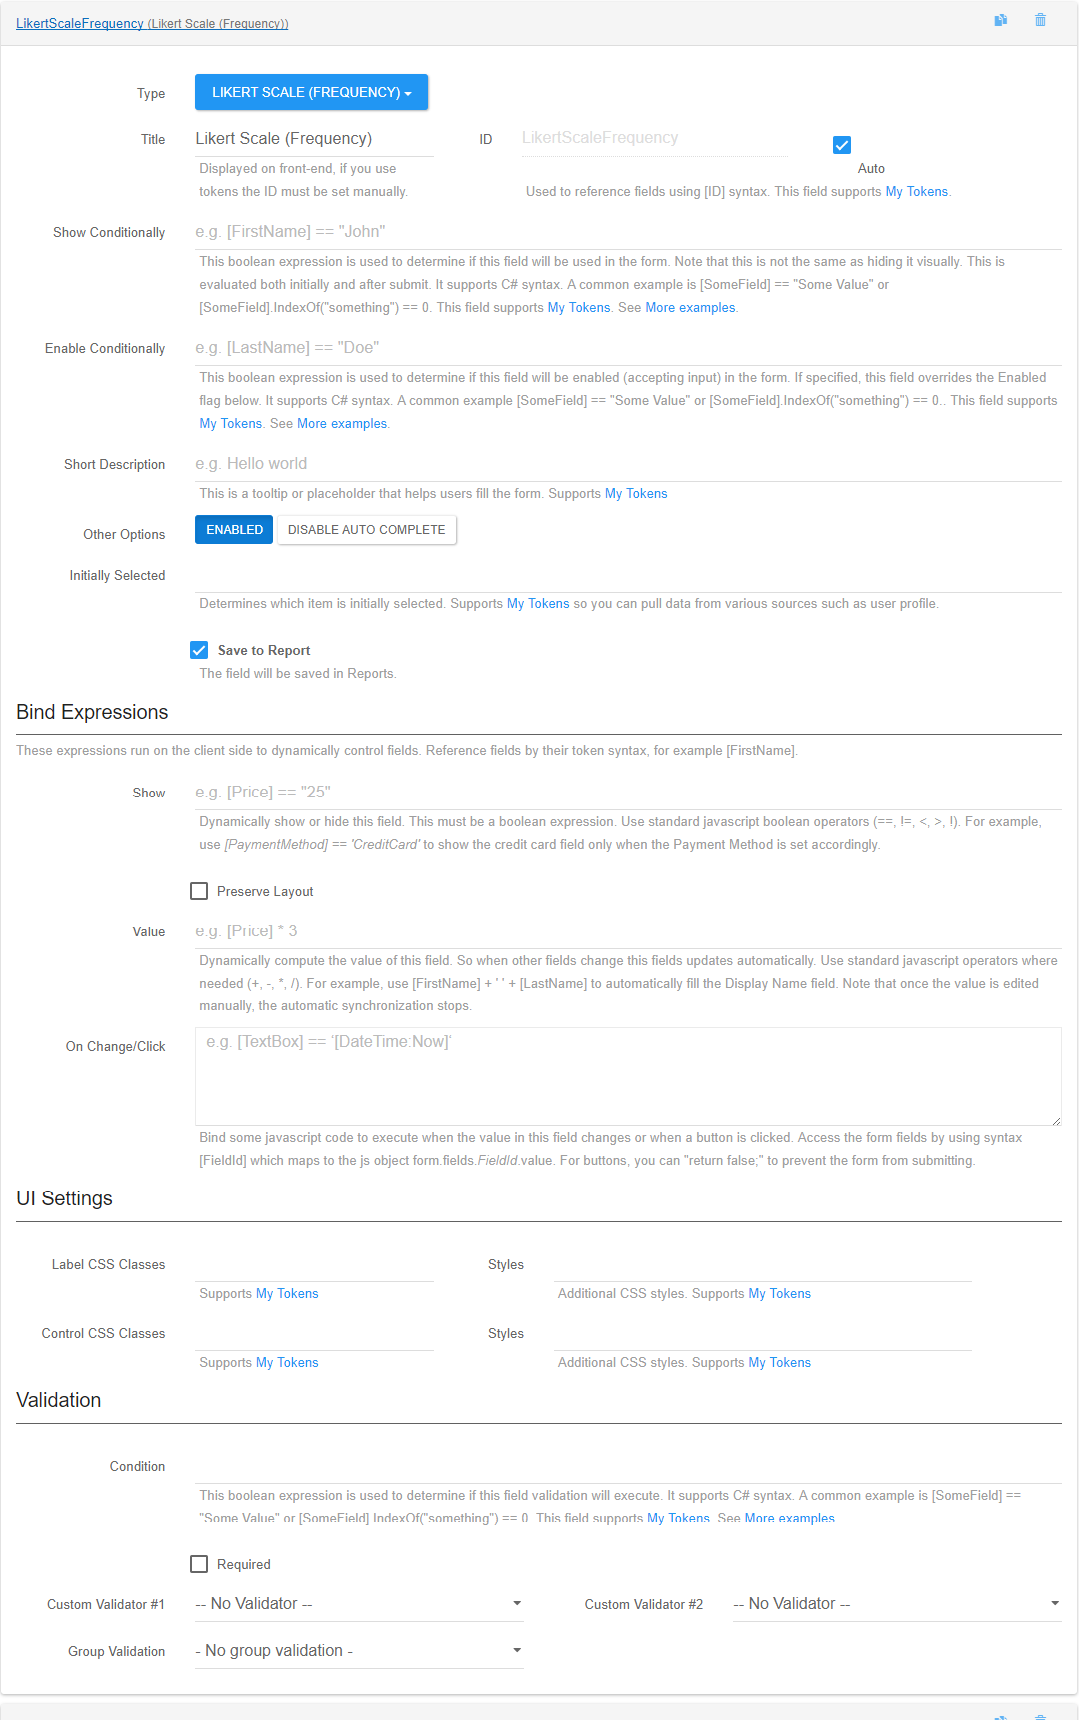 LikertScaleFrequency (Likert Scale (Frequency))
Type
LIKERT SCALE (FREQUENCY)
Title
Likert Scale (Frequency)
ID
LikertScaleFrequency
Auto
Displayed on front-end, if you use
tokens the ID must be set manually.
Used to reference fields using [ID] syntax. This field supports My Tokens.
Show Conditionally
e.g. [FirstName] == "John"
This boolean expression is used to determine if this field will be used in the form. Note that this is not the same as hiding it visually. This is
evaluated both initially and after submit. It supports C# syntax. A common example is [SomeField] == "Some Value" or
[SomeField].IndexOf("something") == 0. This field supports My Tokens. See More examples.
Enable Conditionally
e.g. [LastName] == "Doe"
This boolean expression is used to determine if this field will be enabled (accepting input) in the form. If specified, this field overrides the Enabled
flag below. It supports C# syntax. A common example [SomeField] == "Some Value" or [SomeField].IndexOf("something") == 0.. This field supports
My Tokens. See More examples.
Short Description
e.g. Hello world
This is a tooltip or placeholder that helps users fill the form. Supports My Tokens
Other Options
ENABLED
DISABLE AUTO COMPLETE
Initially Selected
Determines which item is initially selected. Supports My Tokens so you can pull data from various sources such as user profile.
Save to Report
The field will be saved in Reports.
Bind Expressions
These expressions run on the client side to dynamically control fields. Reference fields by their token syntax, for example [FirstName].
Show
e.g. [Price] == "25"
Dynamically show or hide this field. This must be a boolean expression. Use standard javascript boolean operators (==, !=, <, >, !). For example,
use [PaymentMethod] == 'CreditCard' to show the credit card field only when the Payment Method is set accordingly.
Preserve Layout
Value
e.g. [Price] * 3
Dynamically compute the value of this field. So when other fields change this fields updates automatically. Use standard javascript operators where
needed (+, -, *, /). For example, use [FirstName] + ' ' + [LastName] to automatically fill the Display Name field. Note that once the value is edited
manually, the automatic synchronization stops.
On Change/Click
e.g. [TextBox] == '[DateTime:Now]'
Bind some javascript code to execute when the value in this field changes or when a button is clicked. Access the form fields by using syntax
[FieldId] which maps to the js object form.fields.FieldId.value. For buttons, you can "return false;" to prevent the form from submitting.
UI Settings
Label CSS Classes
Supports My Tokens
Styles
Additional CSS styles. Supports My Tokens
Control CSS Classes
Supports My Tokens
Styles
Additional CSS styles. Supports My Tokens
Validation
Condition
This boolean expression is used to determine if this field validation will execute. It supports C# syntax. A common example is [SomeField] ==
"Some Value" or [SomeField].IndexOf("something") == 0. This field supports My Tokens. See More examples
Required
Custom Validator #1
-- No Validator --
Custom Validator #2
-- No Validator --
Group Validation
- No group validation -